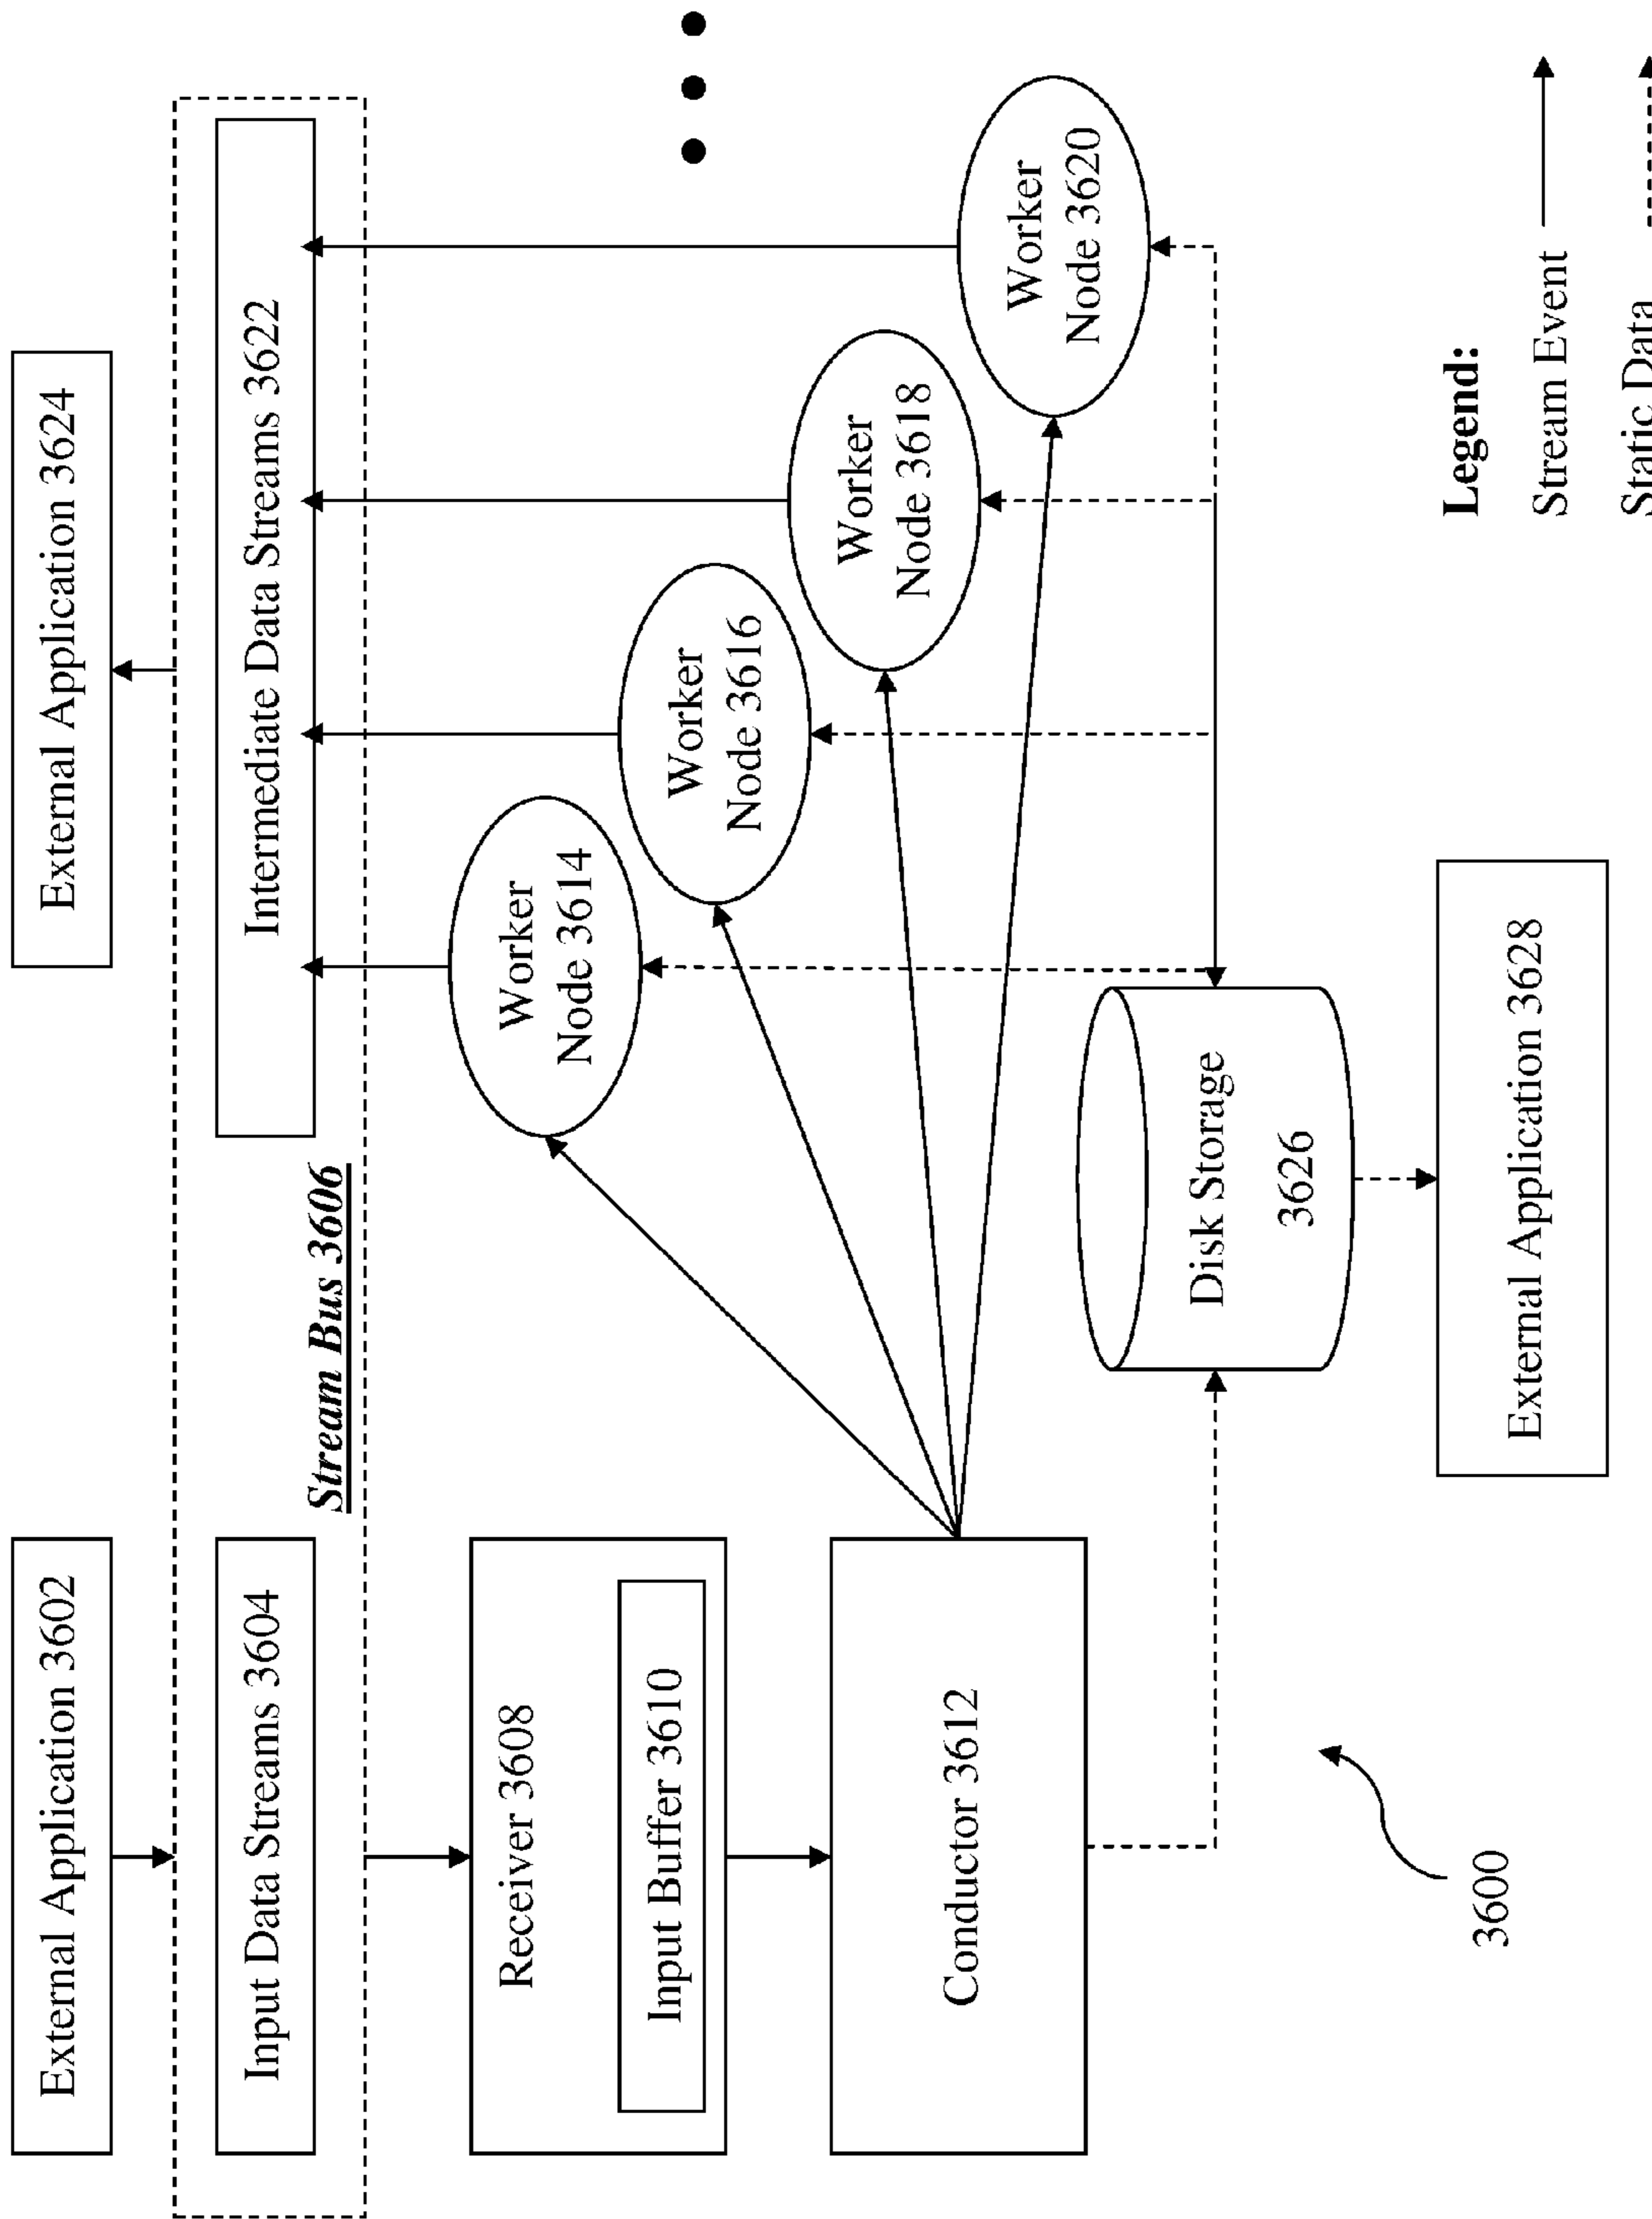 External Application 3602
External Application 3624
Input Data Streams 3604
Intermediate Data Streams 3622
Stream Bus 3606
Receiver 3608
Input Buffer 3610
Conductor 3612
Worker
Node 3614
Worker
Node 3616
Worker
Node 3618
Worker
Node 3620
Disk Storage
3626
External Application 3628
3600
Legend:
Stream Event
Static Data